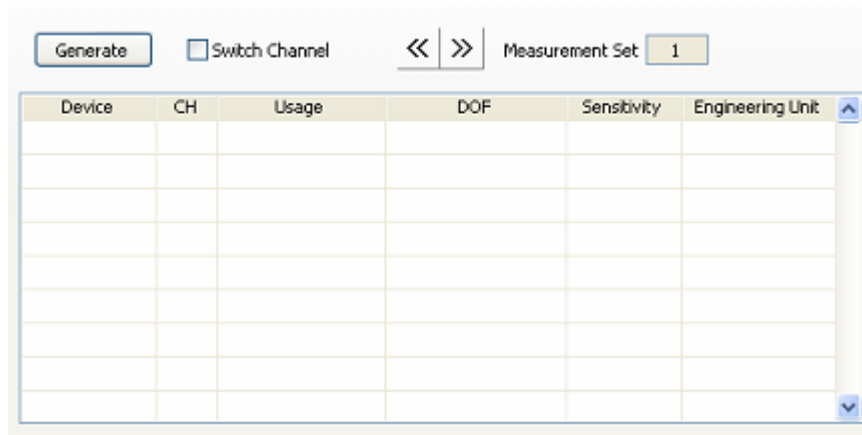 Generate Switch Channel << >> Measurement Set 1
Device CH Usage DOF Sensitivity Engineering Unit